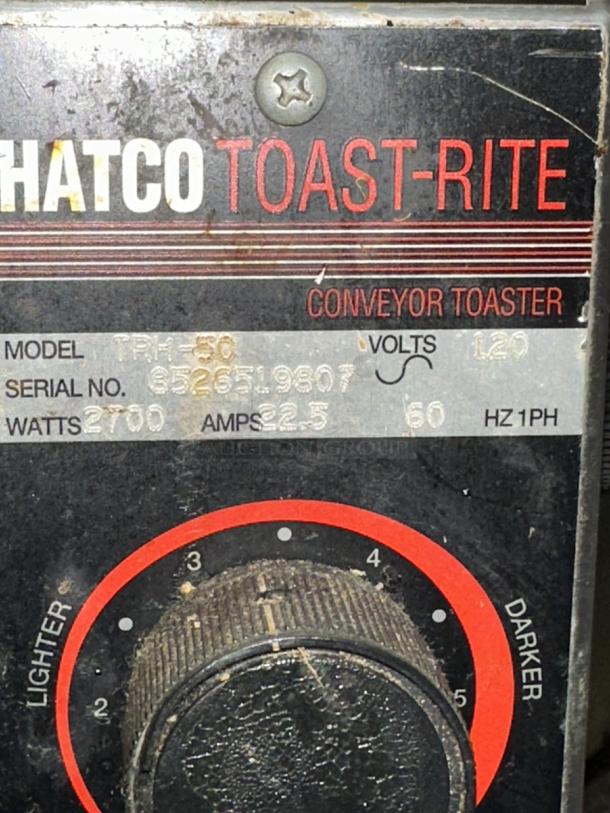 HATCO TOAST-RITE
CONVEYOR TOASTER
MODEL TRH-50 VOLTS 120
SERIAL NO. 8526519807
WATTS 2700 AMPS 22.5 60 HZ 1PH
3 4
LIGHTER DARKER
2 5